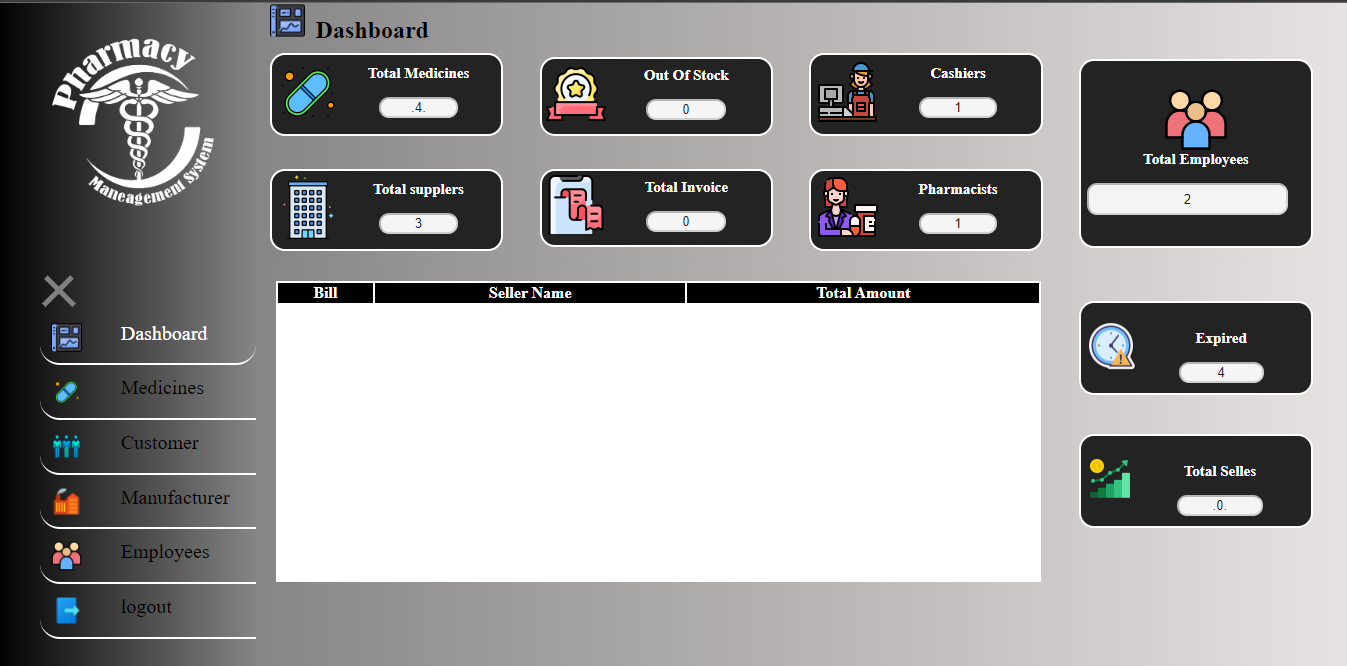 Pharmacy
Maneagement System
Dashboard
Total Medicines
.4.
Out Of Stock
0
Cashiers
1
Total Employees
2
Total supplers
3
Total Invoice
0
Pharmacists
1
Bill Seller Name Total Amount
Expired
4
Total Selles
.0.
Dashboard
Medicines
Customer
Manufacturer
Employees
logout